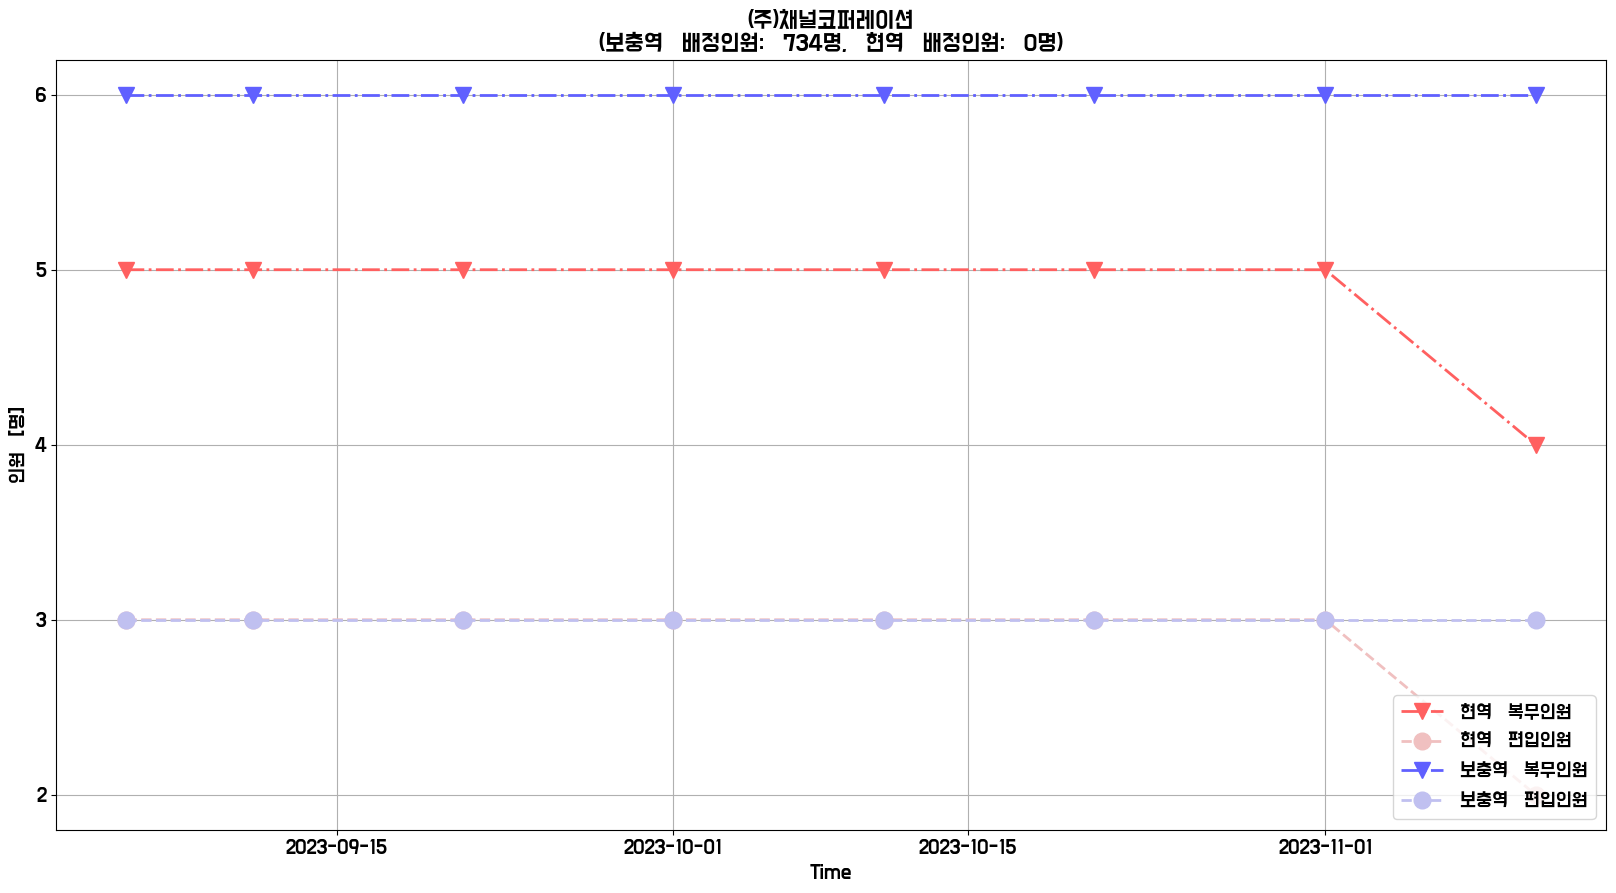 (주)채널코퍼레이션
(보충역 배정인원: 734명, 현역 배정인원: 0명)
6
5
4
3
2
인원 [명]
2023-09-15
2023-10-01
2023-10-15
2023-11-01
Time
현역 복무인원
현역 편입인원
보충역 복무인원
보충역 편입인원